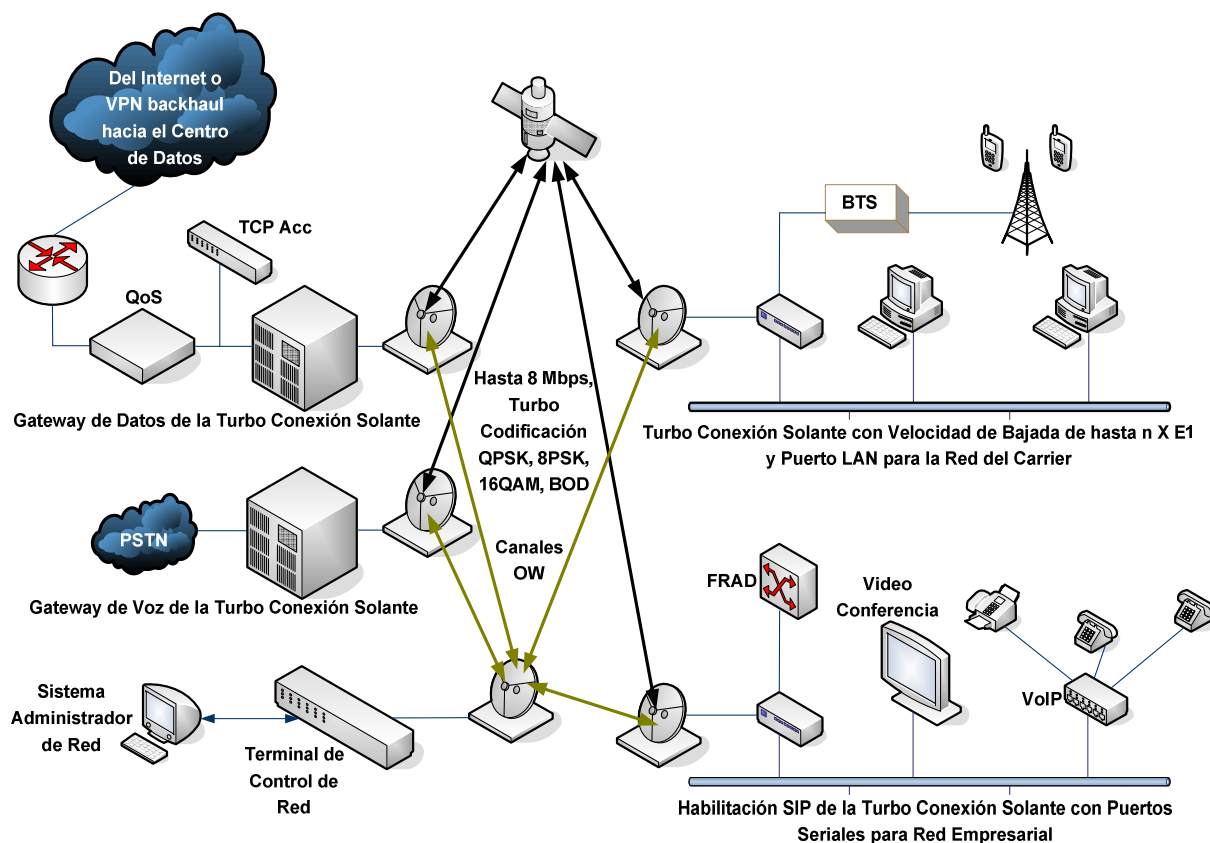 Del Internet o
VPN backhaul
hacia el Centro
de Datos
TCP Acc
QoS
Gateway de Datos de la Turbo Conexión Solante
BTS
Hasta 8 Mbps,
Turbo
Codificación
QPSK, 8PSK,
16QAM, BOD
Turbo Conexión Solante con Velocidad de Bajada de hasta n X E1
y Puerto LAN para la Red del Carrier
PSTN
Gateway de Voz de la Turbo Conexión Solante
Canales
OW
FRAD
Video
Conferencia
VoIP
Sistema
Administrador
de Red
Terminal de
Control de
Red
Habilitación SIP de la Turbo Conexión Solante con Puertos
Seriales para Red Empresarial